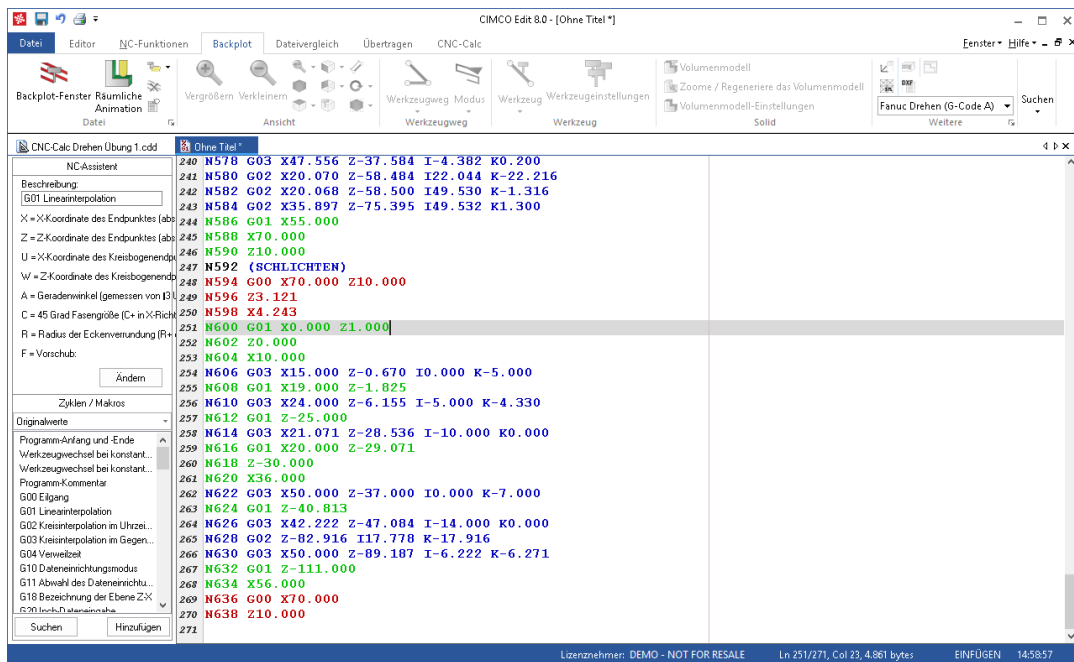 CIMCO Edit 8.0 - [Ohne Titel *]
Datei Editor NC-Funktionen Backplot Dateivergleich Übertragen CNC-Calc Fenster Hilfe
Backplot-Fenster Räumliche Animation
Vergrößern Verkleinern
Werkzeugweg Modus
Werkzeug Werkzeugeinstellungen
Volumenmodell
Zoome / Regeneriere das Volumenmodell
Volumenmodell-Einstellungen
DXF
Fanuc Drehen (G-Code A)
Suchen
Datei Ansicht Werkzeugweg Werkzeug Solid Weitere
CNC-Calc Drehen Übung 1.cdd Ohne Titel *
NC-Assistent
Beschreibung:
G01 Linearinterpolation
X = X-Koordinate des Endpunktes (abs
Z = Z-Koordinate des Endpunktes (abs
U = X-Koordinate des Kreisbogenendpu
W = Z-Koordinate des Kreisbogenendp
A = Geradenwinkel (gemessen von
C = 45 Grad Fasengröße (C+ in X-Richt
R = Radius der Eckenverrundung (R+
F = Vorschub:
Ändern
Zyklen / Makros
Originalwerte
Programm-Anfang und -Ende
Werkzeugwechsel bei konstant...
Werkzeugwechsel bei konstant...
Programm-Kommentar
G00 Eilgang
G01 Linearinterpolation
G02 Kreisinterpolation im Uhrzei...
G03 Kreisinterpolation im Gegen...
G04 Verweilzeit
G10 Dateneinrichtungsmodus
G11 Abwahl des Dateneinrichtu...
G18 Bezeichnung der Ebene Z-X
G20 Inch-Dateneingabe
Suchen Hinzufügen
240 N578 G03 X47.556 Z-37.584 I-4.382 K0.200
241 N580 G02 X20.070 Z-58.484 I22.044 K-22.216
242 N582 G02 X20.068 Z-58.500 I49.530 K-1.316
243 N584 G02 X35.897 Z-75.395 I49.532 K1.300
244 N586 G01 X55.000
245 N588 X70.000
246 N590 Z10.000
247 N592 (SCHLICHTEN)
248 N594 G00 X70.000 Z10.000
249 N596 Z3.121
250 N598 X4.243
251 N600 G01 X0.000 Z1.000
252 N602 Z0.000
253 N604 X10.000
254 N606 G03 X15.000 Z-0.670 I0.000 K-5.000
255 N608 G01 X19.000 Z-1.825
256 N610 G03 X24.000 Z-6.155 I-5.000 K-4.330
257 N612 G01 Z-25.000
258 N614 G03 X21.071 Z-28.536 I-10.000 K0.000
259 N616 G01 X20.000 Z-29.071
260 N618 Z-30.000
261 N620 X36.000
262 N622 G03 X50.000 Z-37.000 I0.000 K-7.000
263 N624 G01 Z-40.813
264 N626 G03 X42.222 Z-47.084 I-14.000 K0.000
265 N628 G02 Z-82.916 I17.778 K-17.916
266 N630 G03 X50.000 Z-89.187 I-6.222 K-6.271
267 N632 G01 Z-111.000
268 N634 X56.000
269 N636 G00 X70.000
270 N638 Z10.000
271
Lizenznehmer: DEMO - NOT FOR RESALE Ln 251/271, Col 23, 4.861 bytes EINFÜGEN 14:58:57